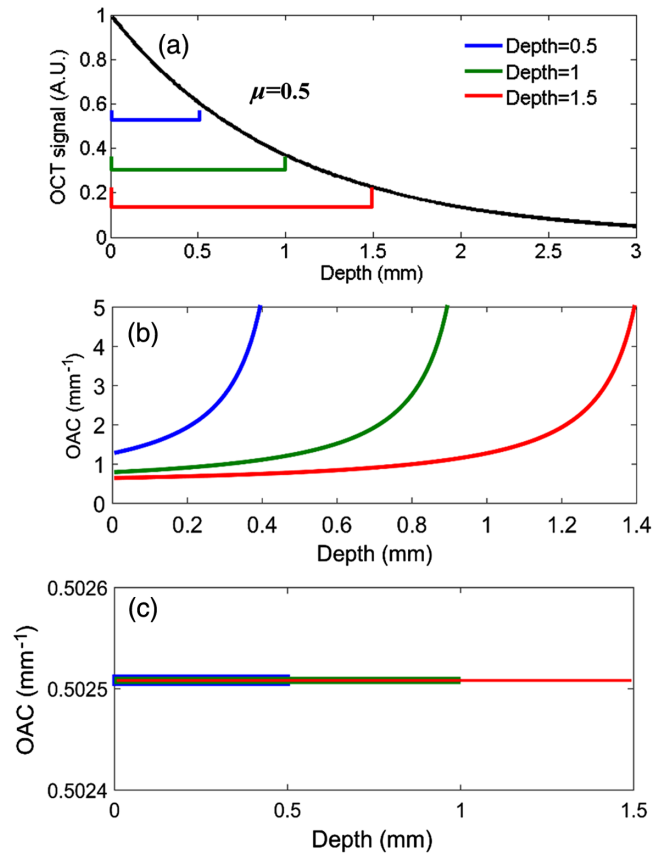 (a)
μ=0.5
Depth=0.5
Depth=1
Depth=1.5
OCT signal (A.U.)
1
0.8
0.6
0.4
0.2
0
0 0.5 1 1.5 2 2.5 3
Depth (mm)
(b)
OAC (mm⁻¹)
5
4
3
2
1
0
0 0.2 0.4 0.6 0.8 1 1.2 1.4
Depth (mm)
(c)
OAC (mm⁻¹)
0.5026
0.5025
0.5024
0 0.5 1 1.5
Depth (mm)